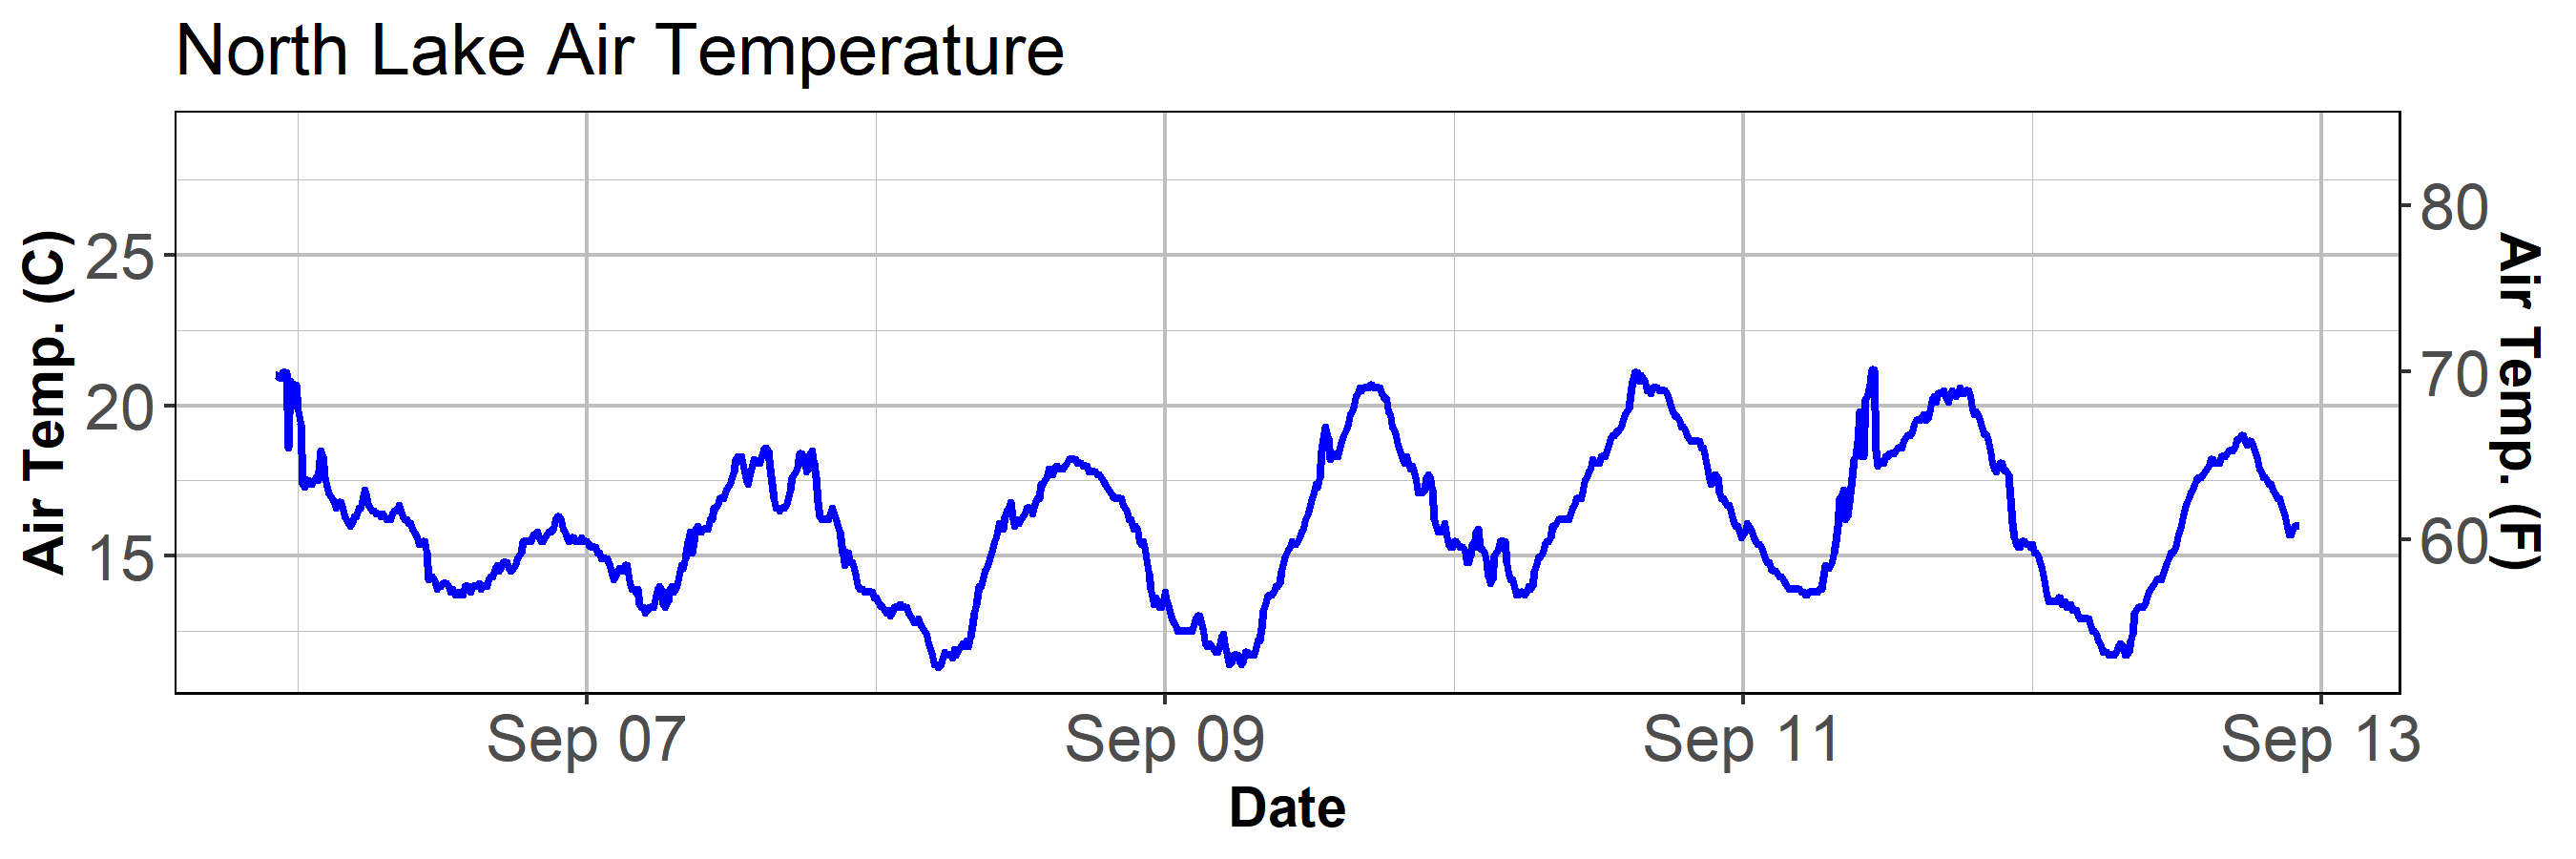 North Lake Air Temperature
Air Temp. (C)
25
20
15
80
70
60
Air Temp. (F)
Sep 07 Sep 09 Sep 11 Sep 13
Date